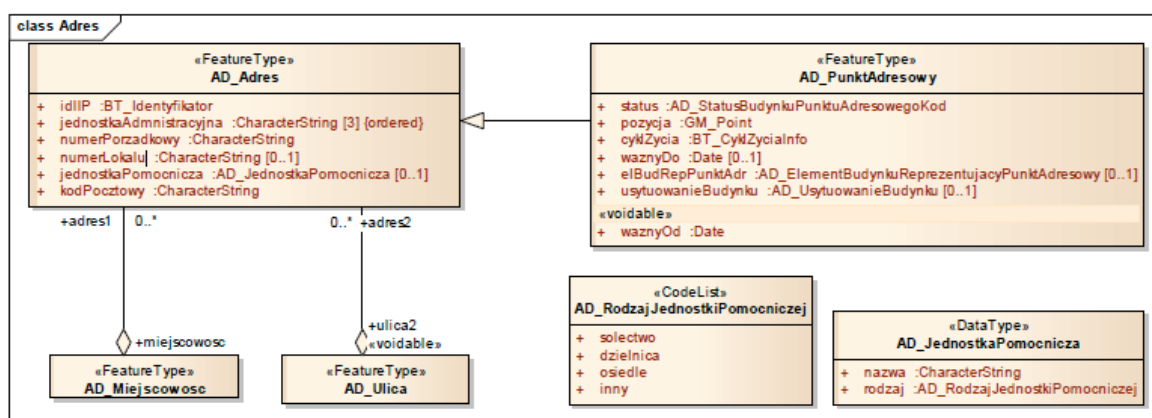 class Adres
«FeatureType»
AD_Adres
+ idIIP :BT_Identyfikator
+ jednostkaAdmnistracyjna :CharacterString [3] {ordered}
+ numerPorzadkowy :CharacterString
+ numerLokalu :CharacterString [0..1]
+ jednostkaPomocnicza :AD_JednostkaPomocnicza [0..1]
+ kodPocztowy :CharacterString
«FeatureType»
AD_PunktAdresowy
+ status :AD_StatusBudynkuPunktuAdresowegoKod
+ pozycja :GM_Point
+ cyklZycia :BT_CyklZyciaInfo
+ waznyDo :Date [0..1]
+ elBudRepPunktAdr :AD_ElementBudynkuReprezentujacyPunktAdresowy [0..1]
+ usytuowanieBudynku :AD_UsytuowanieBudynku [0..1]
«voidable»
+ waznyOd :Date
+adres1 0..*
0..* +adres2
+miejscowosc
+ulica2
«voidable»
«FeatureType»
AD_Miejscowosc
«FeatureType»
AD_Ulica
«CodeList»
AD_RodzajJednostkiPomocniczej
+ solectwo
+ dzielnica
+ osiedle
+ inny
«DataType»
AD_JednostkaPomocnicza
+ nazwa :CharacterString
+ rodzaj :AD_RodzajJednostkiPomocniczej